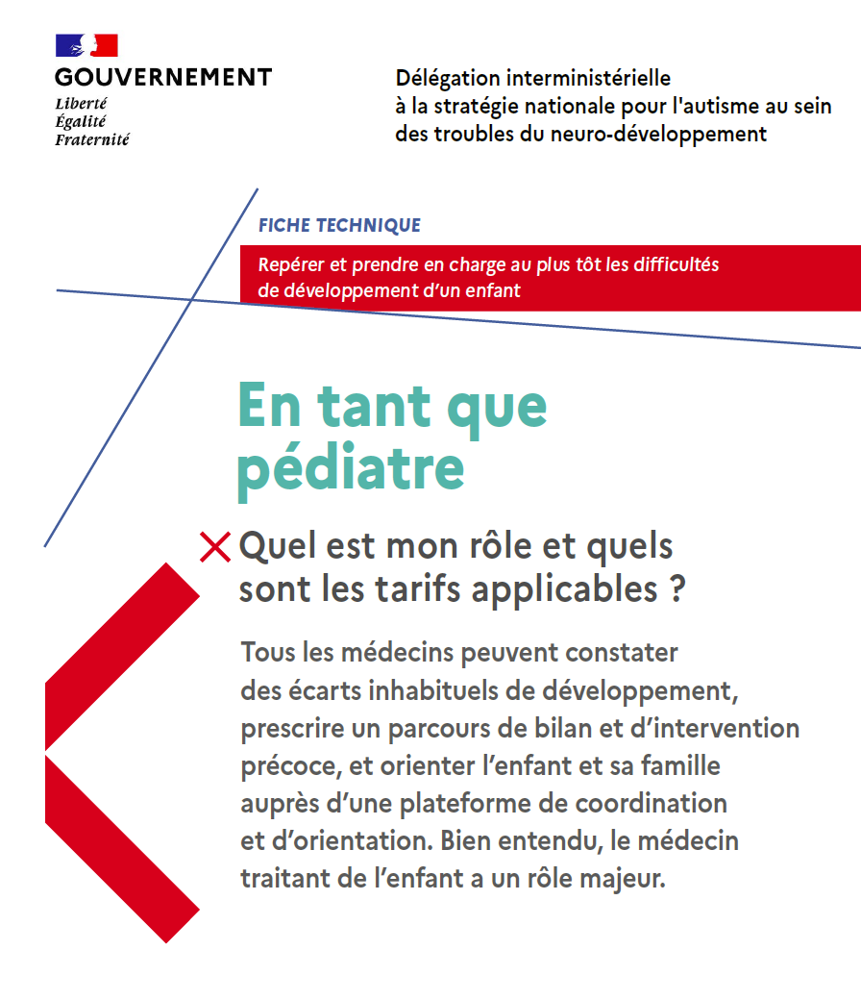 GOUVERNEMENT
Liberté
Égalité
Fraternité
Délégation interministérielle
à la stratégie nationale pour l'autisme au sein
des troubles du neuro-développement
FICHE TECHNIQUE
Repérer et prendre en charge au plus tôt les difficultés
de développement d’un enfant
En tant que
pédiatre
Quel est mon rôle et quels
sont les tarifs applicables ?
Tous les médecins peuvent constater
des écarts inhabituels de développement,
prescrire un parcours de bilan et d’intervention
précoce, et orienter l’enfant et sa famille
auprès d’une plateforme de coordination
et d’orientation. Bien entendu, le médecin
traitant de l’enfant a un rôle majeur.